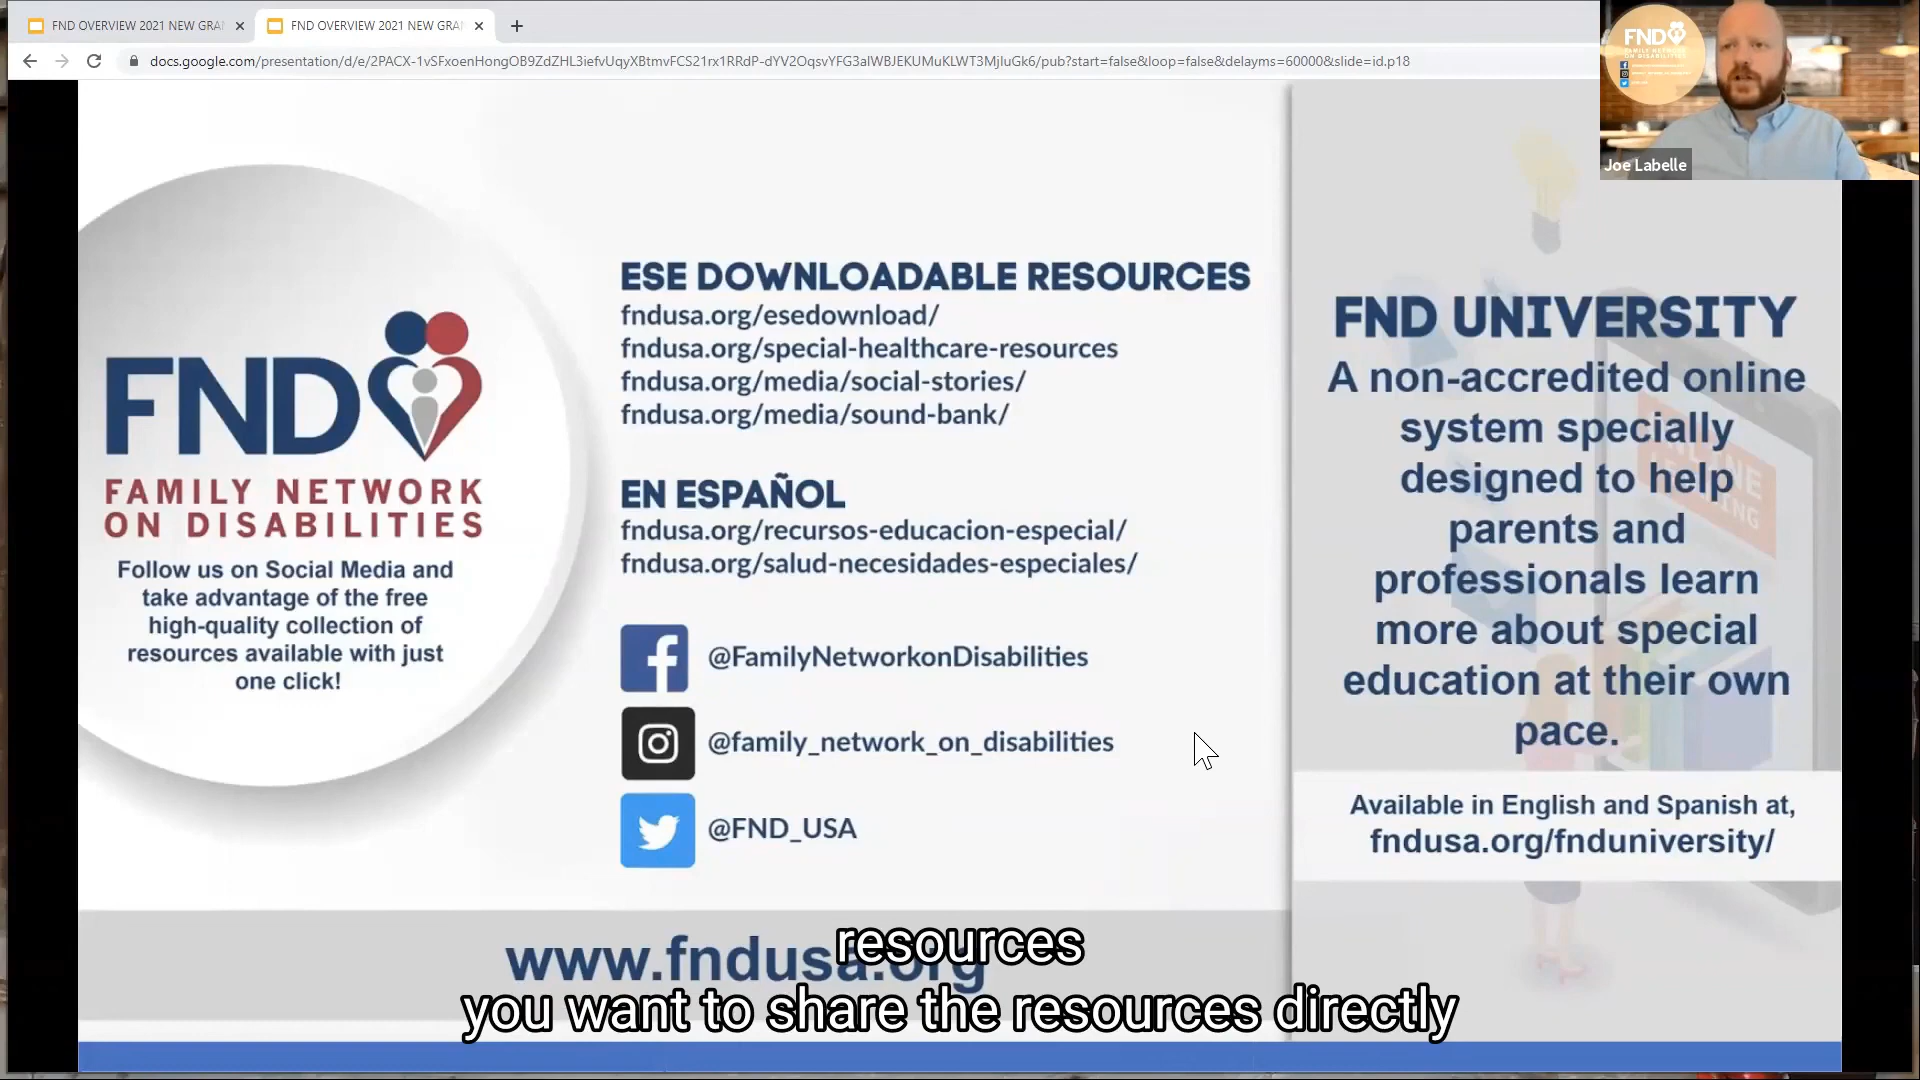 FND OVERVIEW 2021 NEW GRA
FND OVERVIEW 2021 NEW GRA
docs.google.com/presentation/d/e/2PACX-1vSFxoenHongOB9ZdZHL3iefvUqyXBtmvFCS21rx1RRdP-dYV2OqsvYFG3alWBJEKUMuKLWT3MjluGk6/pub?start=false&loop=false&delayms=60000&slide=id.p18
FND
Joe Labelle
FND
FAMILY NETWORK
ON DISABILITIES
Follow us on Social Media and
take advantage of the free
high-quality collection of
resources available with just
one click!
ESE DOWNLOADABLE RESOURCES
fndusa.org/esedownload/
fndusa.org/special-healthcare-resources
fndusa.org/media/social-stories/
fndusa.org/media/sound-bank/
EN ESPAÑOL
fndusa.org/recursos-educacion-especial/
fndusa.org/salud-necesidades-especiales/
@FamilyNetworkonDisabilities
@family_network_on_disabilities
@FND_USA
FND UNIVERSITY
A non-accredited online
system specially
designed to help
parents and
professionals learn
more about special
education at their own
pace.
Available in English and Spanish at,
fndusa.org/fnduniversity/
www.fndusa.org
resources
you want to share the resources directly